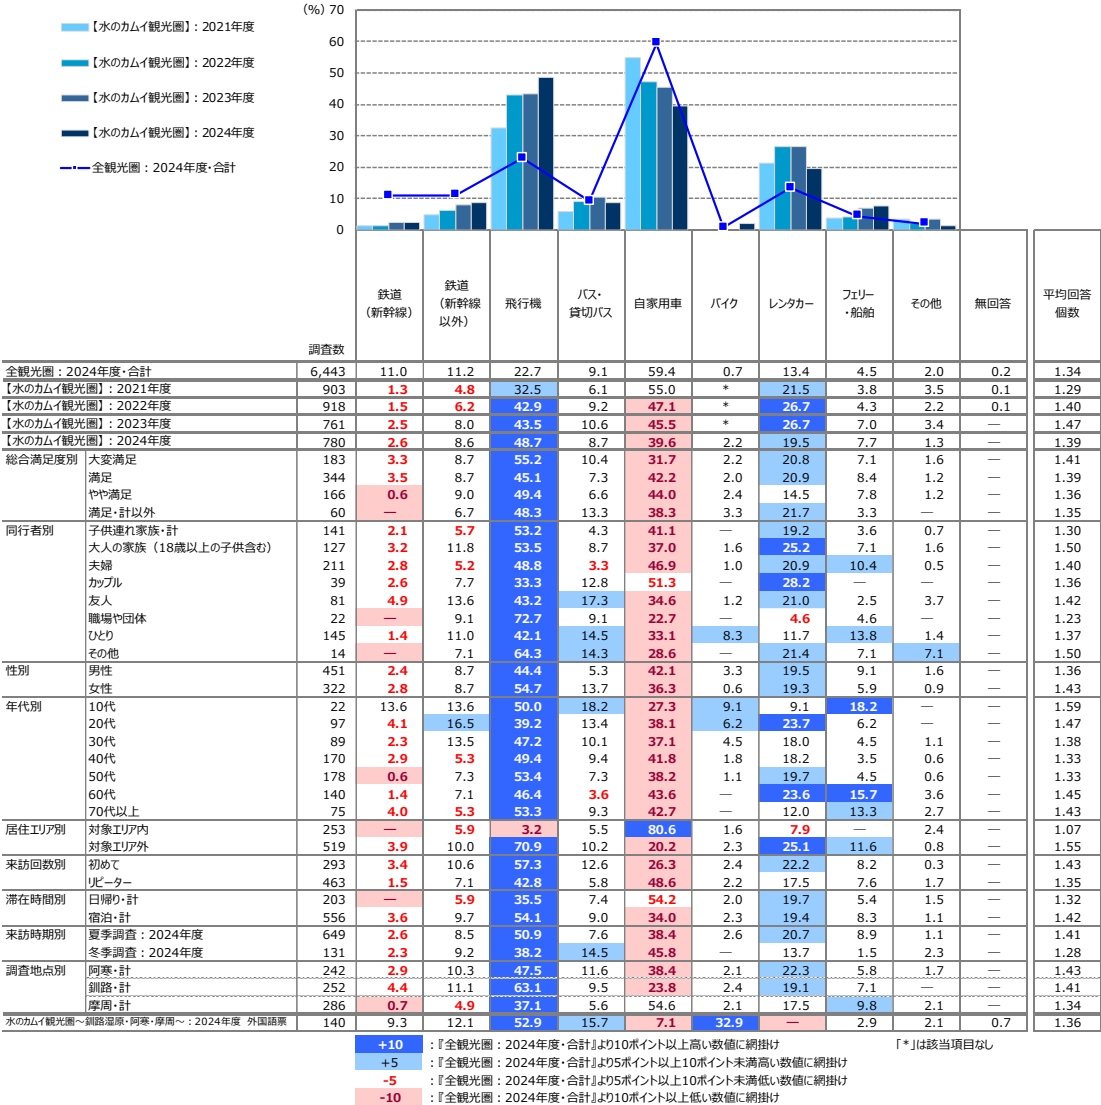 (%) 70
60
50
40
30
20
10
0
【水のカムイ観光圏】：2021年度
【水のカムイ観光圏】：2022年度
【水のカムイ観光圏】：2023年度
【水のカムイ観光圏】：2024年度
全観光圏：2024年度・合計
調査数 鉄道（新幹線） 鉄道（新幹線以外） 飛行機 バス・貸切バス 自家用車 バイク レンタカー フェリー・船舶 その他 無回答 平均回答個数
全観光圏：2024年度・合計 6,443 11.0 11.2 22.7 9.1 59.4 0.7 13.4 4.5 2.0 0.2 1.34
【水のカムイ観光圏】：2021年度 903 1.3 4.8 32.5 6.1 55.0 * 21.5 3.8 3.5 0.1 1.29
【水のカムイ観光圏】：2022年度 918 1.5 6.2 42.9 9.2 47.1 * 26.7 4.3 2.2 0.1 1.40
【水のカムイ観光圏】：2023年度 761 2.5 8.0 43.5 10.6 45.5 * 26.7 7.0 3.4 — 1.47
【水のカムイ観光圏】：2024年度 780 2.6 8.6 48.7 8.7 39.6 2.2 19.5 7.7 1.3 — 1.39
総合満足度別 大変満足 183 3.3 8.7 55.2 10.4 31.7 2.2 20.8 7.1 1.6 — 1.41
満足 344 3.5 8.7 45.1 7.3 42.2 2.0 20.9 8.4 1.2 — 1.39
やや満足 166 0.6 9.0 49.4 6.6 44.0 2.4 14.5 7.8 1.2 — 1.36
満足・計以外 60 — 6.7 48.3 13.3 38.3 3.3 21.7 3.3 — — 1.35
同行者別 子供連れ家族・計 141 2.1 5.7 53.2 4.3 41.1 — 19.2 3.6 0.7 — 1.30
大人の家族（18歳以上の子供含む） 127 3.2 11.8 53.5 8.7 37.0 1.6 25.2 7.1 1.6 — 1.50
夫婦 211 2.8 5.2 48.8 3.3 46.9 1.0 20.9 10.4 0.5 — 1.40
カップル 39 2.6 7.7 33.3 12.8 51.3 — 28.2 — — — 1.36
友人 81 4.9 13.6 43.2 17.3 34.6 1.2 21.0 2.5 3.7 — 1.42
職場や団体 22 — 9.1 72.7 9.1 22.7 — 4.6 4.6 — — 1.23
ひとり 145 1.4 11.0 42.1 14.5 33.1 8.3 11.7 13.8 1.4 — 1.37
その他 14 — 7.1 64.3 14.3 28.6 — 21.4 7.1 7.1 — 1.50
性別 男性 451 2.4 8.7 44.4 5.3 42.1 3.3 19.5 9.1 1.6 — 1.36
女性 322 2.8 8.7 54.7 13.7 36.3 0.6 19.3 5.9 0.9 — 1.43
年代別 10代 22 13.6 13.6 50.0 18.2 27.3 9.1 9.1 18.2 — — 1.59
20代 97 4.1 16.5 39.2 13.4 38.1 6.2 23.7 6.2 — — 1.47
30代 89 2.3 13.5 47.2 10.1 37.1 4.5 18.0 4.5 1.1 — 1.38
40代 170 2.9 5.3 49.4 9.4 41.8 1.8 18.2 3.5 0.6 — 1.33
50代 178 0.6 7.3 53.4 7.3 38.2 1.1 19.7 4.5 0.6 — 1.33
60代 140 1.4 7.1 46.4 3.6 43.6 — 23.6 15.7 3.6 — 1.45
70代以上 75 4.0 5.3 53.3 9.3 42.7 — 12.0 13.3 2.7 — 1.43
居住エリア別 対象エリア内 253 — 5.9 3.2 5.5 80.6 1.6 7.9 — 2.4 — 1.07
対象エリア外 519 3.9 10.0 70.9 10.2 20.2 2.3 25.1 11.6 0.8 — 1.55
来訪回数別 初めて 293 3.4 10.6 57.3 12.6 26.3 2.4 22.2 8.2 0.3 — 1.43
リピーター 463 1.5 7.1 42.8 5.8 48.6 2.2 17.5 7.6 1.7 — 1.35
滞在時間別 日帰り・計 203 — 5.9 35.5 7.4 54.2 2.0 19.7 5.4 1.5 — 1.32
宿泊・計 556 3.6 9.7 54.1 9.0 34.0 2.3 19.4 8.3 1.1 — 1.42
来訪時期別 夏季調査：2024年度 649 2.6 8.5 50.9 7.6 38.4 2.6 20.7 8.9 1.1 — 1.41
冬季調査：2024年度 131 2.3 9.2 38.2 14.5 45.8 — 13.7 1.5 2.3 — 1.28
調査地点別 阿寒・計 242 2.9 10.3 47.5 11.6 38.4 2.1 22.3 5.8 1.7 — 1.43
釧路・計 252 4.4 11.1 63.1 9.5 23.8 2.4 19.1 7.1 — — 1.41
摩周・計 286 0.7 4.9 37.1 5.6 54.6 2.1 17.5 9.8 2.1 — 1.34
水のカムイ観光圏～釧路湿原・阿寒・摩周～：2024年度 外国語票 140 9.3 12.1 52.9 15.7 7.1 32.9 — 2.9 2.1 0.7 1.36
+10 ：『全観光圏：2024年度・合計』より10ポイント以上高い数値に網掛け 「*」は該当項目なし
+5 ：『全観光圏：2024年度・合計』より5ポイント以上10ポイント未満高い数値に網掛け
-5 ：『全観光圏：2024年度・合計』より5ポイント以上10ポイント未満低い数値に網掛け
-10 ：『全観光圏：2024年度・合計』より10ポイント以上低い数値に網掛け